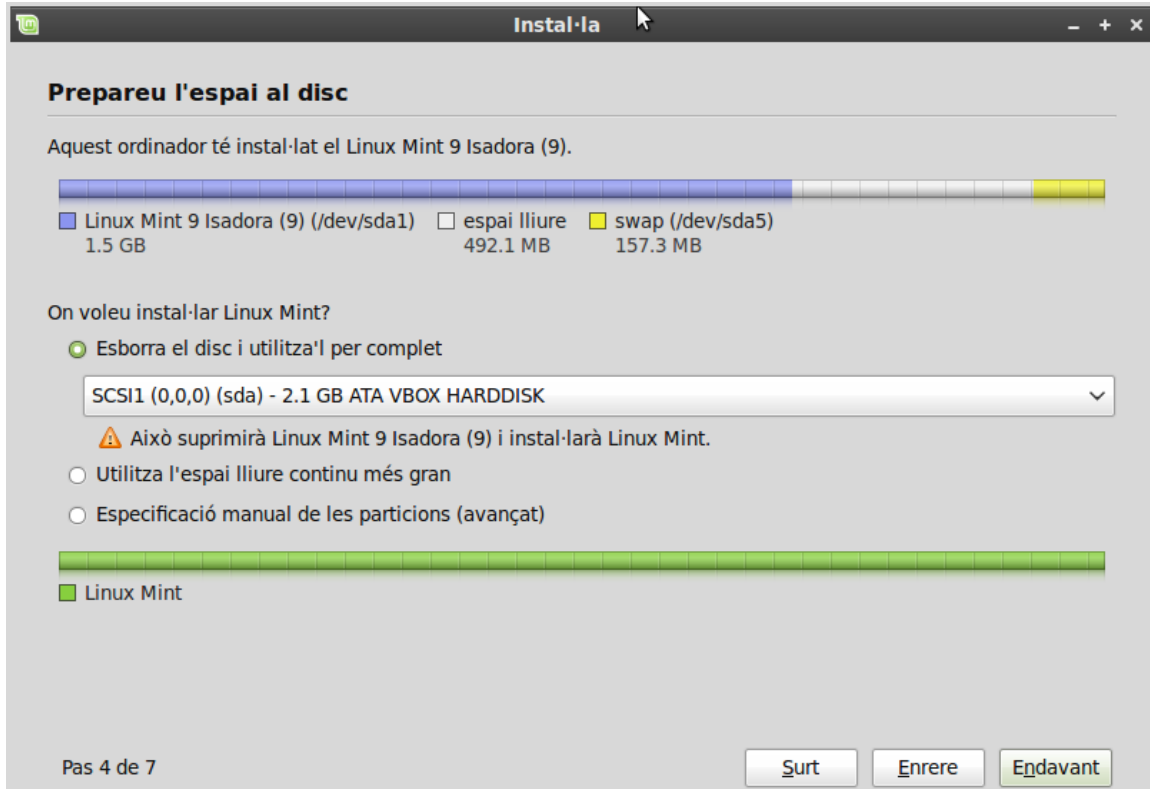 Instal·la
Prepareu l'espai al disc
Aquest ordinador té instal·lat el Linux Mint 9 Isadora (9).
Linux Mint 9 Isadora (9) (/dev/sda1) espai lliure swap (/dev/sda5)
1.5 GB 492.1 MB 157.3 MB
On voleu instal·lar Linux Mint?
Esborra el disc i utilitza'l per complet
SCSI1 (0,0,0) (sda) - 2.1 GB ATA VBOX HARDDISK
Això suprimirà Linux Mint 9 Isadora (9) i instal·larà Linux Mint.
Utilitza l'espai lliure continu més gran
Especificació manual de les particions (avançat)
Linux Mint
Pas 4 de 7 Surt Enrere Endavant